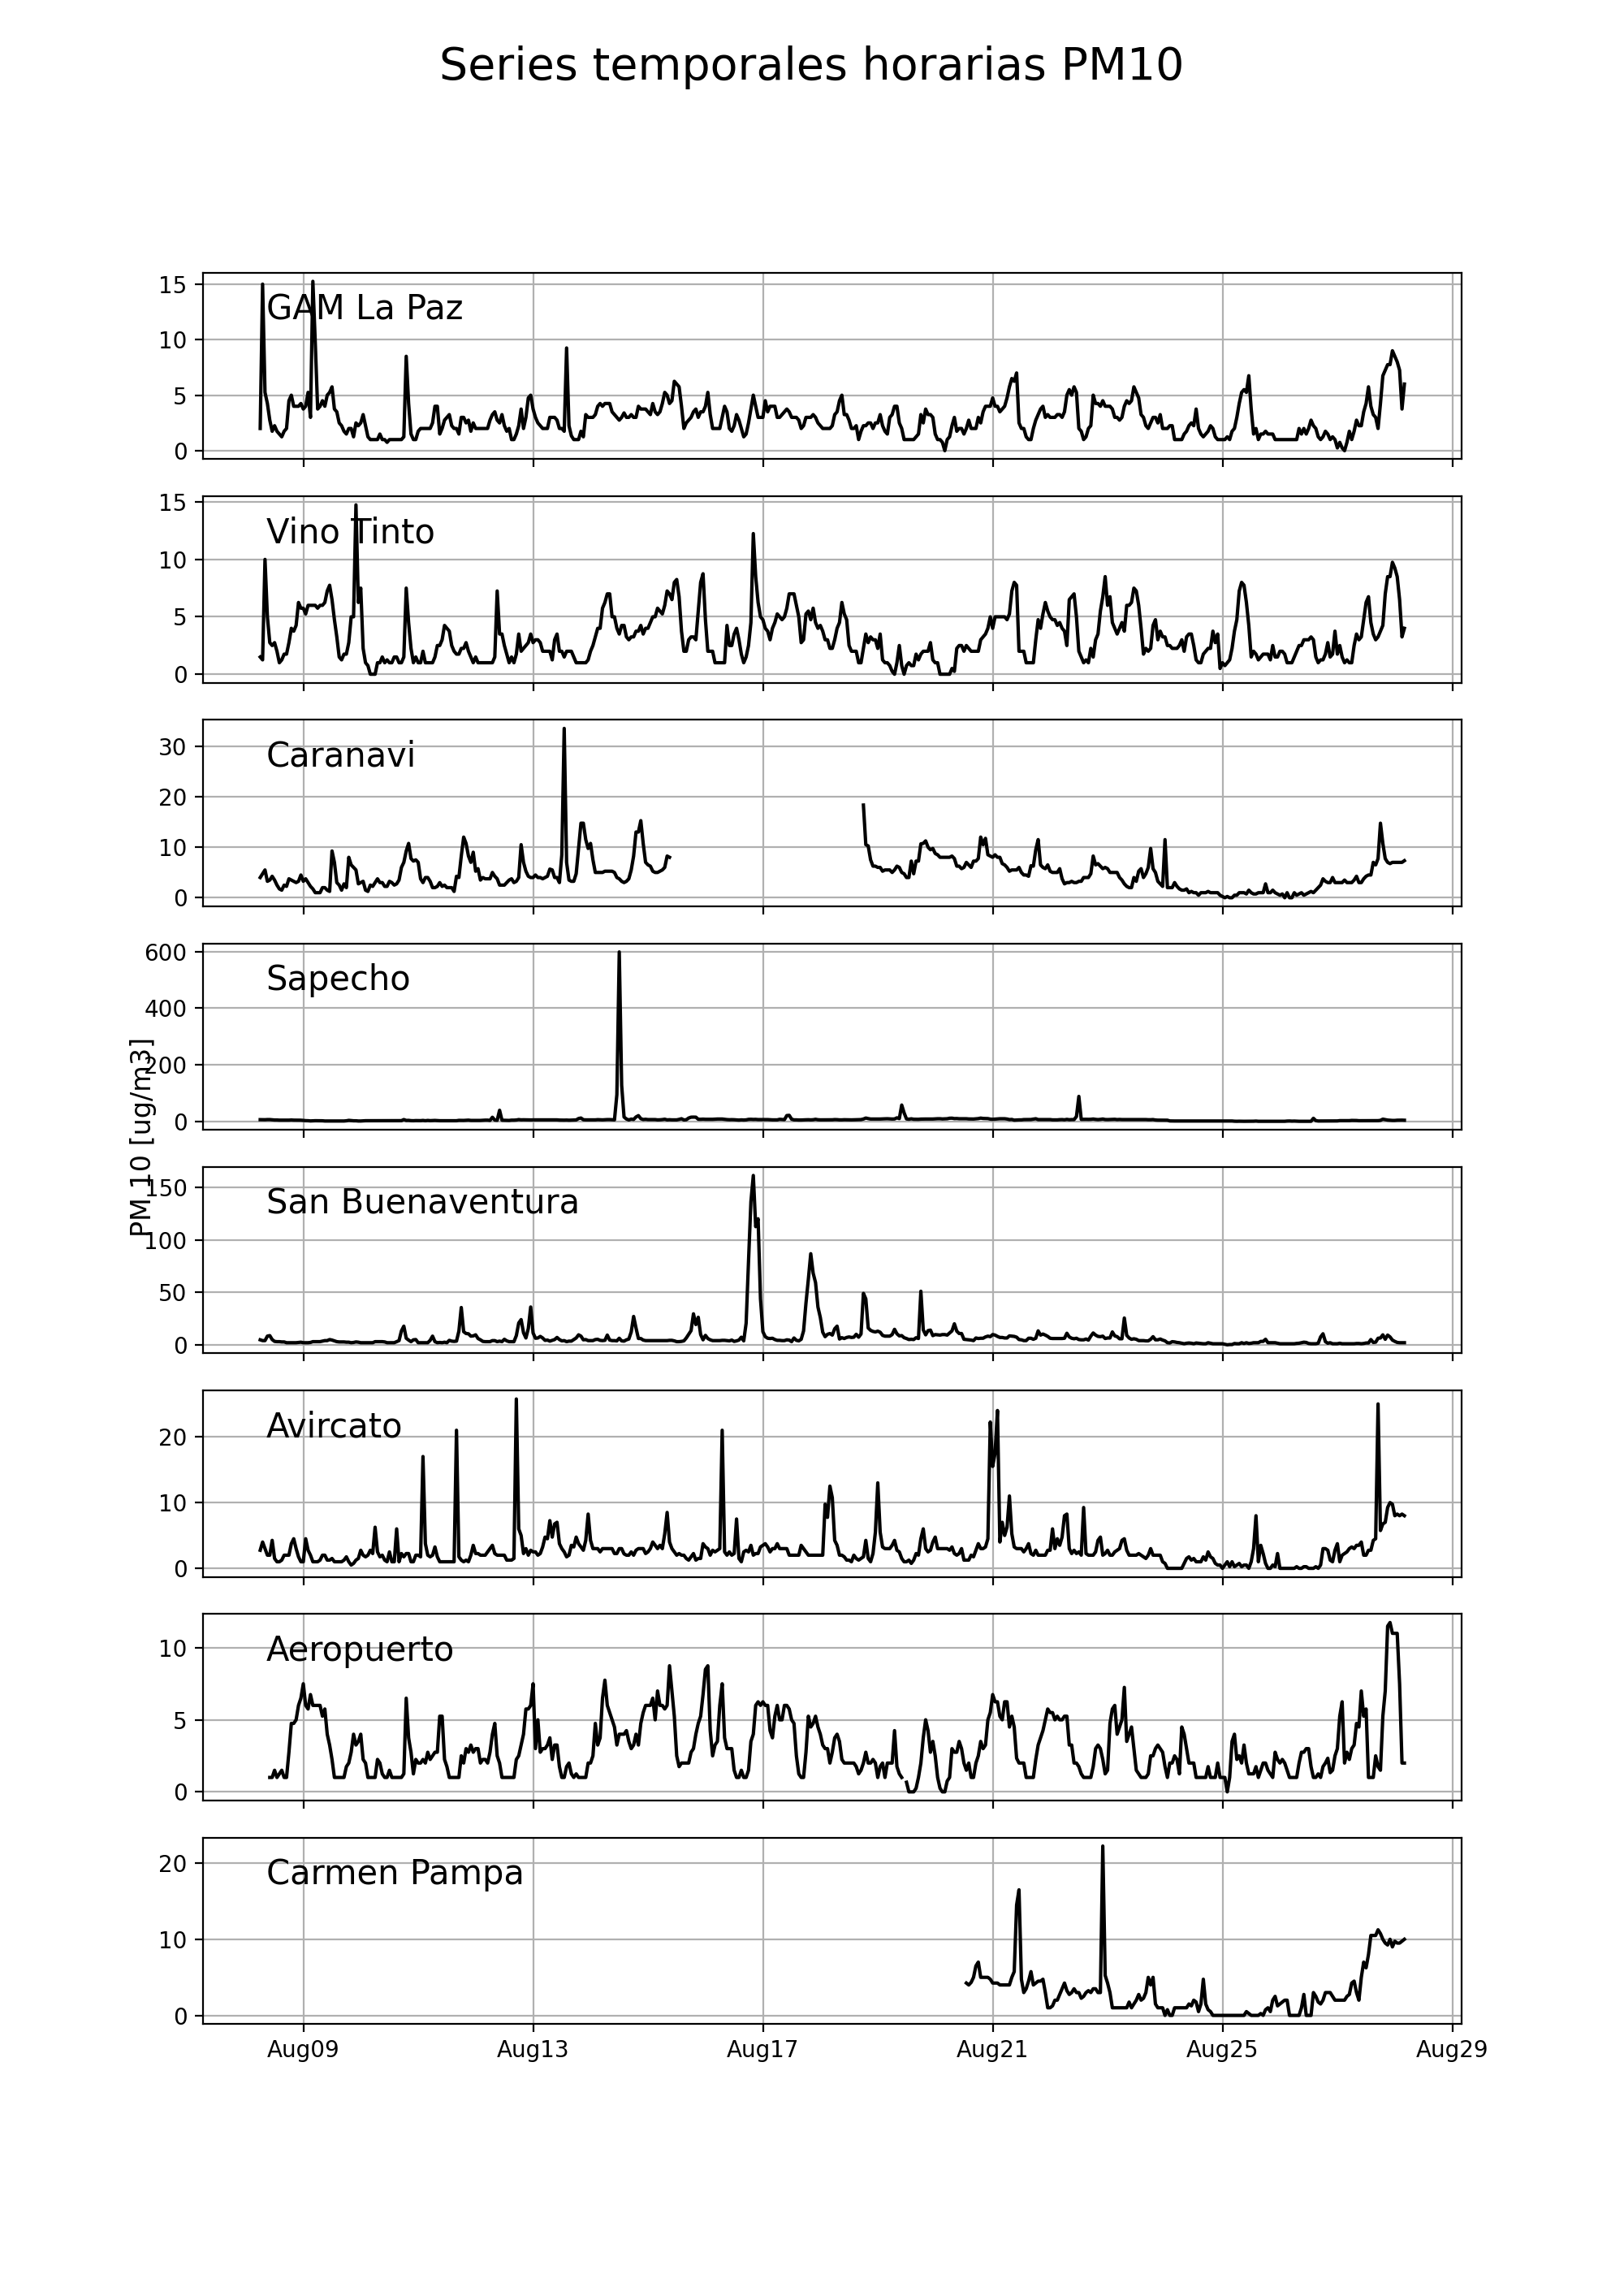 Series temporales horarias PM10
15
GAM La Paz
10
5
0
15
Vino Tinto
10
5
0
30
Caranavi
20
10
0
600
Sapecho
400
200
0
PM 10 [ug/m3]
150
San Buenaventura
100
50
0
Avircato
20
10
0
Aeropuerto
10
5
0
Carmen Pampa
20
10
0
Aug09 Aug13 Aug17 Aug21 Aug25 Aug29